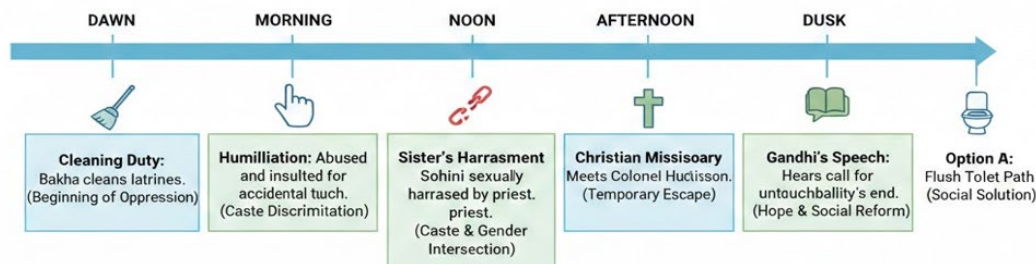 DAWN
MORNING
NOON
AFTERNOON
DUSK
Cleaning Duty:
Bakha cleans latrines.
(Beginning of Oppression)
Humilliation: Abused
and insulted for
accidental tuuch.
(Caste Discrimitation)
Sister's Harrasment
Sohini sexually
harrased by priest.
priest.
(Caste & Gender
Intersection)
Christian Missisoary
Meets Colonel
(Temporary Escape)
Gandhi's Speech:
Hears call for
untouchballity's end.
(Hope & Social Reform)
Option A:
Flush Tolet Path
(Social Solution)